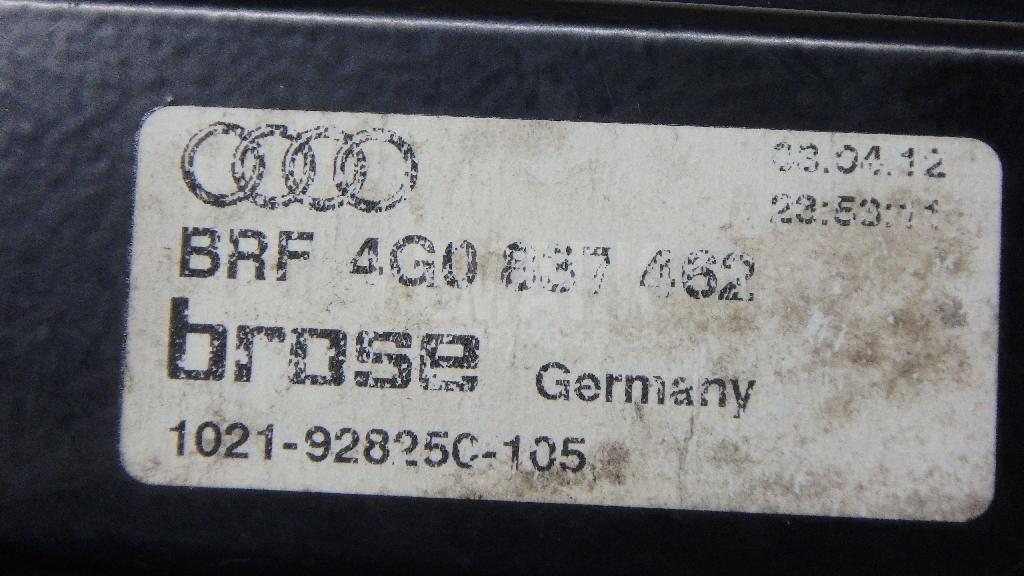 03.04.12
23:53:11
BRF 4G0 837 462
brose
Germany
1021-928250-105